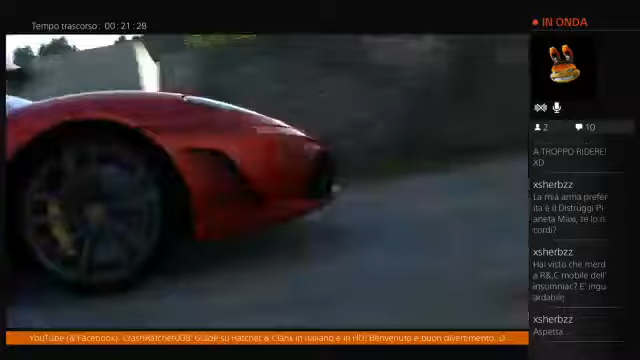 Tempo trascorso: 00:21:28
IN ONDA
2
10
A TROPPO RIDERE!
XD
xsherbzz
La mia arma prefer
ita è il Distruggi Pi
aneta Maxi, te lo ri
cordi?
xsherbzz
Hai visto che merd
a R&C mobile dell'
insomniac? E' ingu
ardabile
xsherbzz
Aspetta...
YouTube (& Facebook): CrashRatchet008: Guide su Ratchet & Clank in italiano e in HD! Benvenuto e buon divertimento. :D